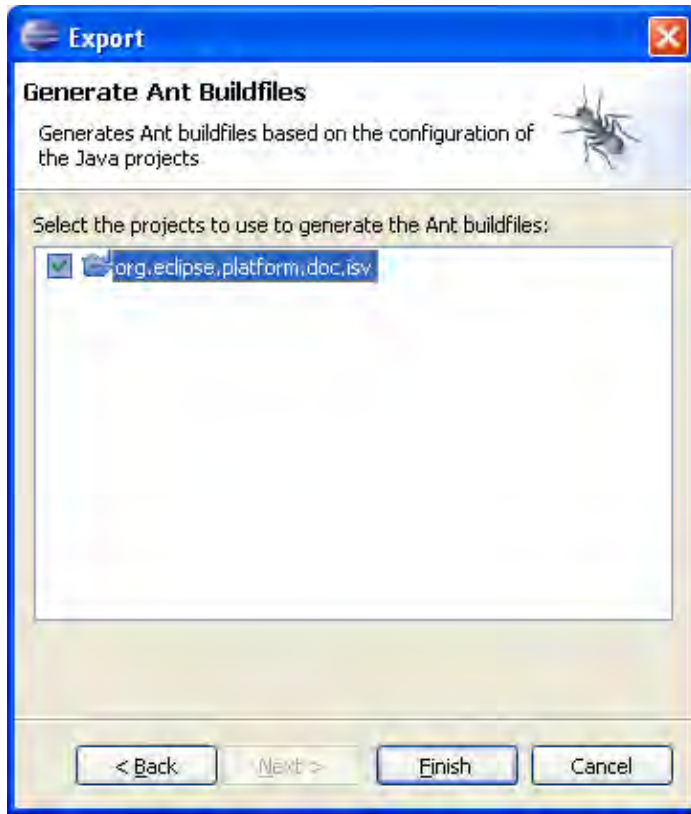 Export
Generate Ant Buildfiles
Generates Ant buildfiles based on the configuration of
the Java projects
Select the projects to use to generate the Ant buildfiles:
org.eclipse.platform.doc.isv
< Back
Next >
Finish
Cancel